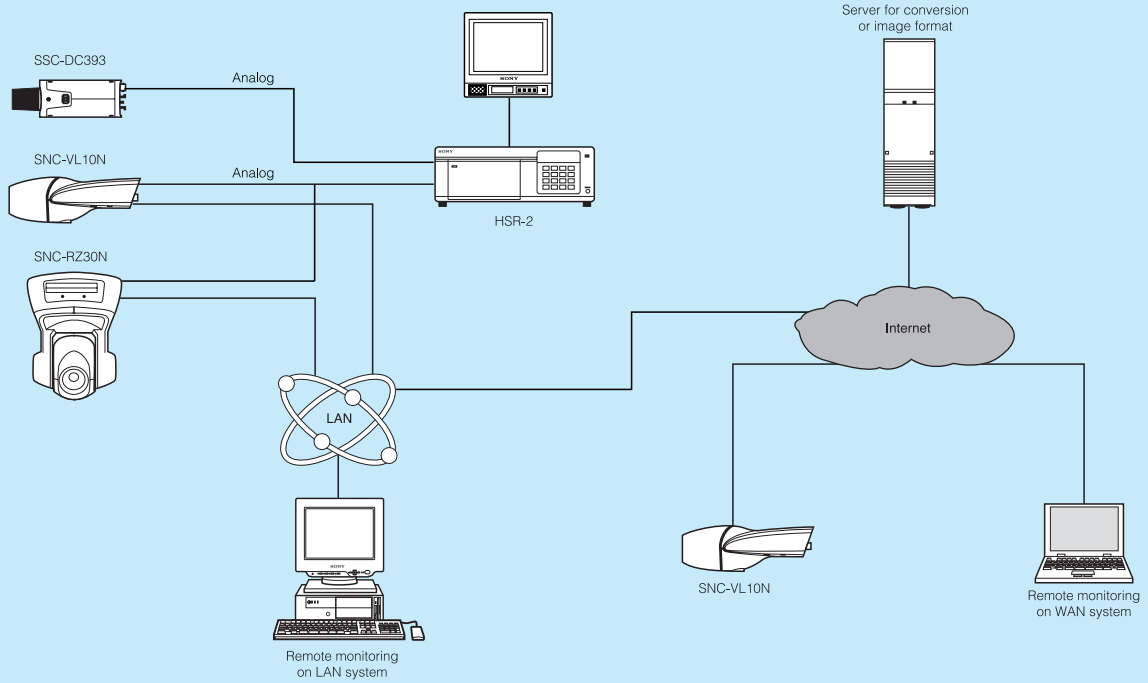 Server for conversion
or image format
SSC-DC393
Analog
SONY
SONY
SNC-VL10N
Analog
HSR-2
SNC-RZ30N
Internet
LAN
SONY
SNC-VL10N
Remote monitoring
on WAN system
Remote monitoring
on LAN system